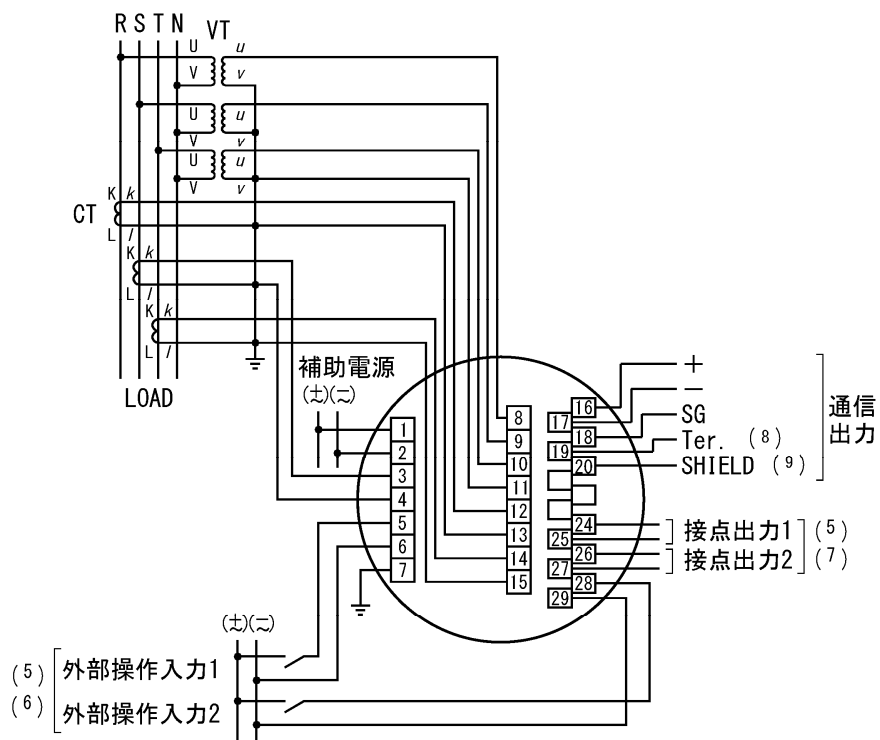 R S T N
VT
U u
V v
U u
V v
U u
V v
CT
K k
L l
K k
L l
K k
L l
LOAD
補助電源
(±)(−)
1
2
3
4
5
6
7
8
9
10
11
12
13
14
15
16
17
18
19
20
24
25
26
27
28
29
+
−
SG
Ter. (8)
SHIELD (9)
通信
出力
接点出力1 (5)
接点出力2 (7)
(±)(−)
(5) 外部操作入力1
(6) 外部操作入力2